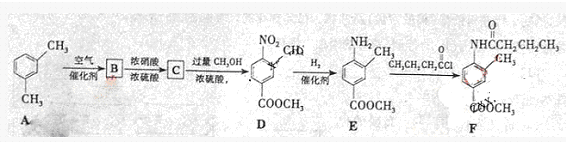 CH₃
CH₃
A
空气
催化剂
B
浓硝酸
浓硫酸
C
过量 CH₃OH
浓硫酸,
NO₂
COOCH₃
D
H₂
催化剂
NH₂
CH₃
COOCH₃
E
O
CH₃CH₂CH₂CCl
O
NHCCH₂CH₂CH₃
CH₃
COOCH₃
F